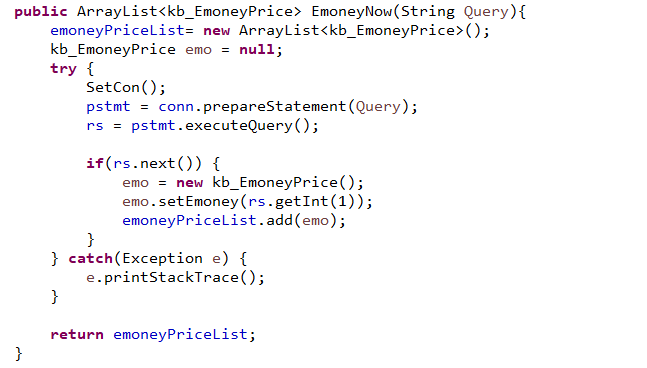 public ArrayList<kb_EmoneyPrice> EmoneyNow(String Query){
    emoneyPriceList= new ArrayList<kb_EmoneyPrice>();
    kb_EmoneyPrice emo = null;
    try {
        SetCon();
        pstmt = conn.prepareStatement(Query);
        rs = pstmt.executeQuery();

        if(rs.next()) {
            emo = new kb_EmoneyPrice();
            emo.setEmoney(rs.getInt(1));
            emoneyPriceList.add(emo);
        }
    } catch(Exception e) {
        e.printStackTrace();
    }

    return emoneyPriceList;
}